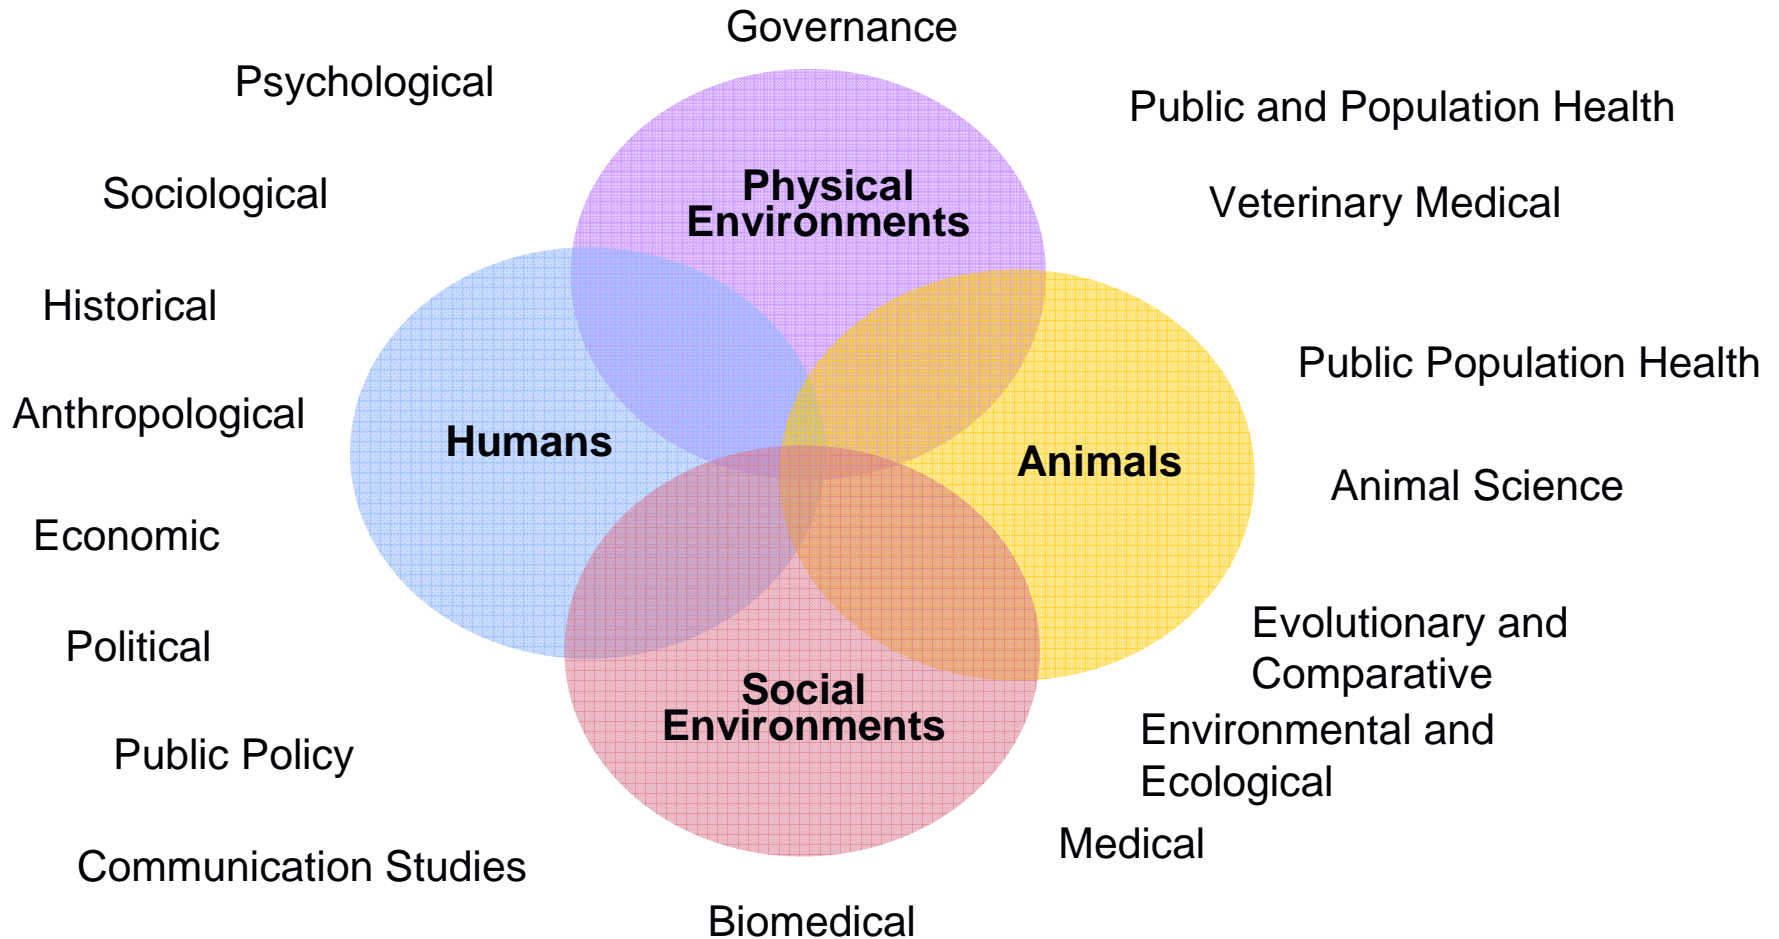 Governance
Psychological
Public and Population Health
Physical
Environments
Sociological
Veterinary Medical
Historical
Public Population Health
Anthropological
Humans
Animals
Animal Science
Economic
Evolutionary and
Comparative
Political
Social
Environments
Environmental and
Ecological
Public Policy
Medical
Communication Studies
Biomedical